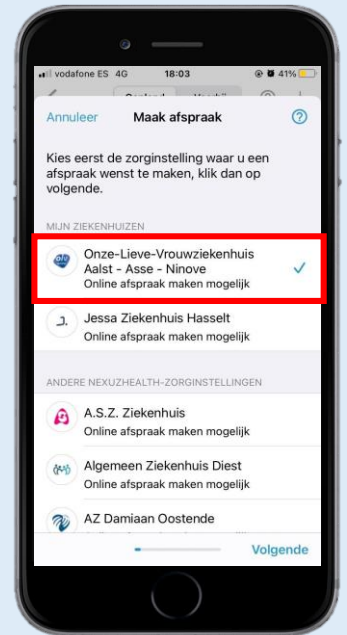 vodafone ES 4G 18:03 41%
Annuleer Maak afspraak ?
Kies eerst de zorginstelling waar u een
afspraak wenst te maken, klik dan op
volgende.
MIJN ZIEKENHUIZEN
olv
Onze-Lieve-Vrouwziekenhuis
Aalst - Asse - Ninove
Online afspraak maken mogelijk
J.
Jessa Ziekenhuis Hasselt
Online afspraak maken mogelijk
ANDERE NEXUZHEALTH-ZORGINSTELLINGEN
A.S.Z. Ziekenhuis
Online afspraak maken mogelijk
Algemeen Ziekenhuis Diest
Online afspraak maken mogelijk
AZ Damiaan Oostende
Volgende